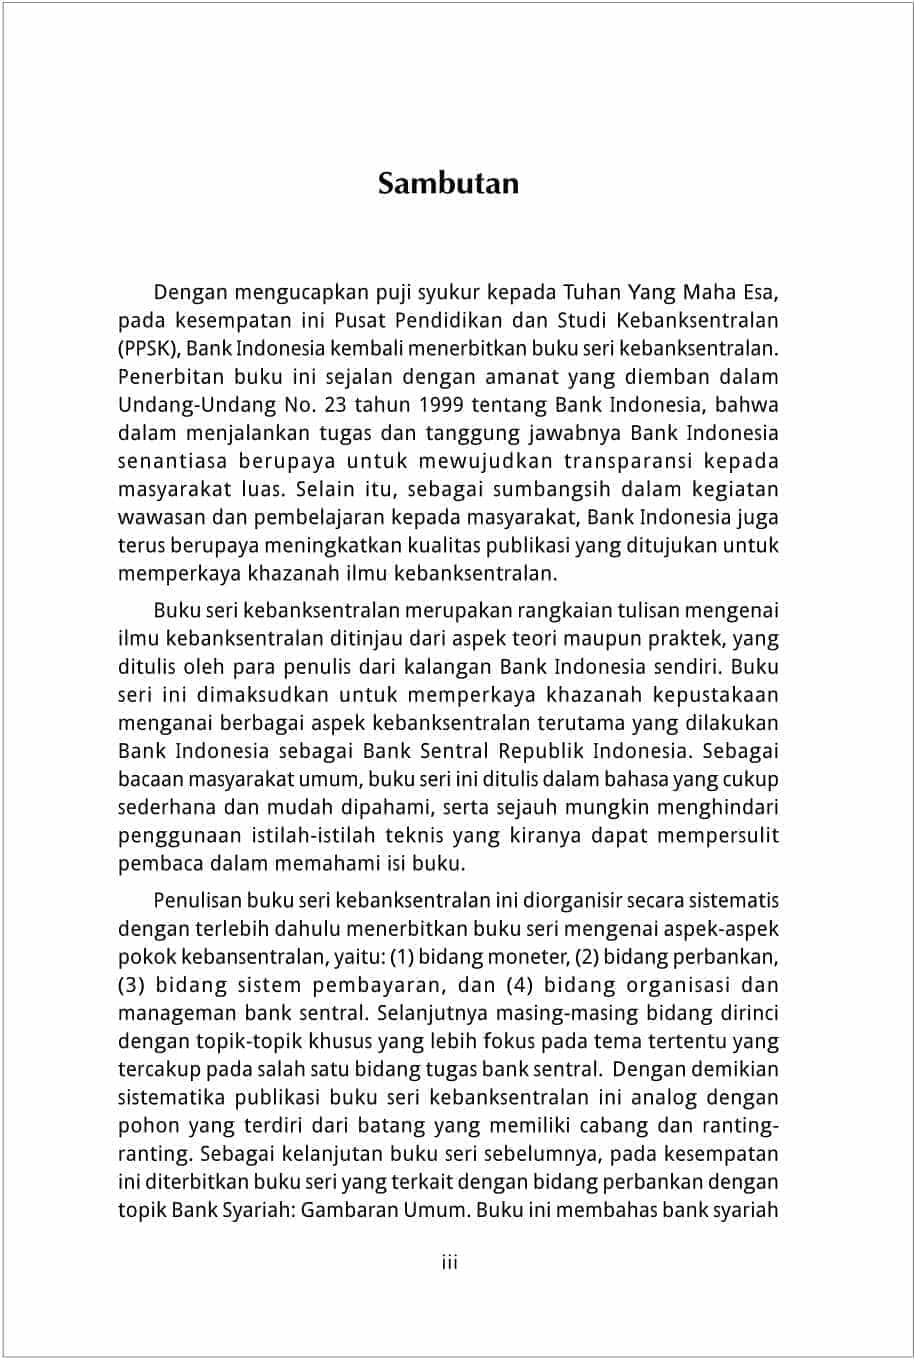 Sambutan
Dengan mengucapkan puji syukur kepada Tuhan Yang Maha Esa,
pada kesempatan ini Pusat Pendidikan dan Studi Kebanksentralan
(PPSK), Bank Indonesia kembali menerbitkan buku seri kebanksentralan.
Penerbitan buku ini sejalan dengan amanat yang diemban dalam
Undang-Undang No. 23 tahun 1999 tentang Bank Indonesia, bahwa
dalam menjalankan tugas dan tanggung jawabnya Bank Indonesia
senantiasa berupaya untuk mewujudkan transparansi kepada
masyarakat luas. Selain itu, sebagai sumbangsih dalam kegiatan
wawasan dan pembelajaran kepada masyarakat, Bank Indonesia juga
terus berupaya meningkatkan kualitas publikasi yang ditujukan untuk
memperkaya khazanah ilmu kebanksentralan.
Buku seri kebanksentralan merupakan rangkaian tulisan mengenai
ilmu kebanksentralan ditinjau dari aspek teori maupun praktek, yang
ditulis oleh para penulis dari kalangan Bank Indonesia sendiri. Buku
seri ini dimaksudkan untuk memperkaya khazanah kepustakaan
menganai berbagai aspek kebanksentralan terutama yang dilakukan
Bank Indonesia sebagai Bank Sentral Republik Indonesia. Sebagai
bacaan masyarakat umum, buku seri ini ditulis dalam bahasa yang cukup
sederhana dan mudah dipahami, serta sejauh mungkin menghindari
penggunaan istilah-istilah teknis yang kiranya dapat mempersulit
pembaca dalam memahami isi buku.
Penulisan buku seri kebanksentralan ini diorganisir secara sistematis
dengan terlebih dahulu menerbitkan buku seri mengenai aspek-aspek
pokok kebansentralan, yaitu: (1) bidang moneter, (2) bidang perbankan,
(3) bidang sistem pembayaran, dan (4) bidang organisasi dan
manageman bank sentral. Selanjutnya masing-masing bidang dirinci
dengan topik-topik khusus yang lebih fokus pada tema tertentu yang
tercakup pada salah satu bidang tugas bank sentral. Dengan demikian
sistematika publikasi buku seri kebanksentralan ini analog dengan
pohon yang terdiri dari batang yang memiliki cabang dan ranting-
ranting. Sebagai kelanjutan buku seri sebelumnya, pada kesempatan
ini diterbitkan buku seri yang terkait dengan bidang perbankan dengan
topik Bank Syariah: Gambaran Umum. Buku ini membahas bank syariah
iii